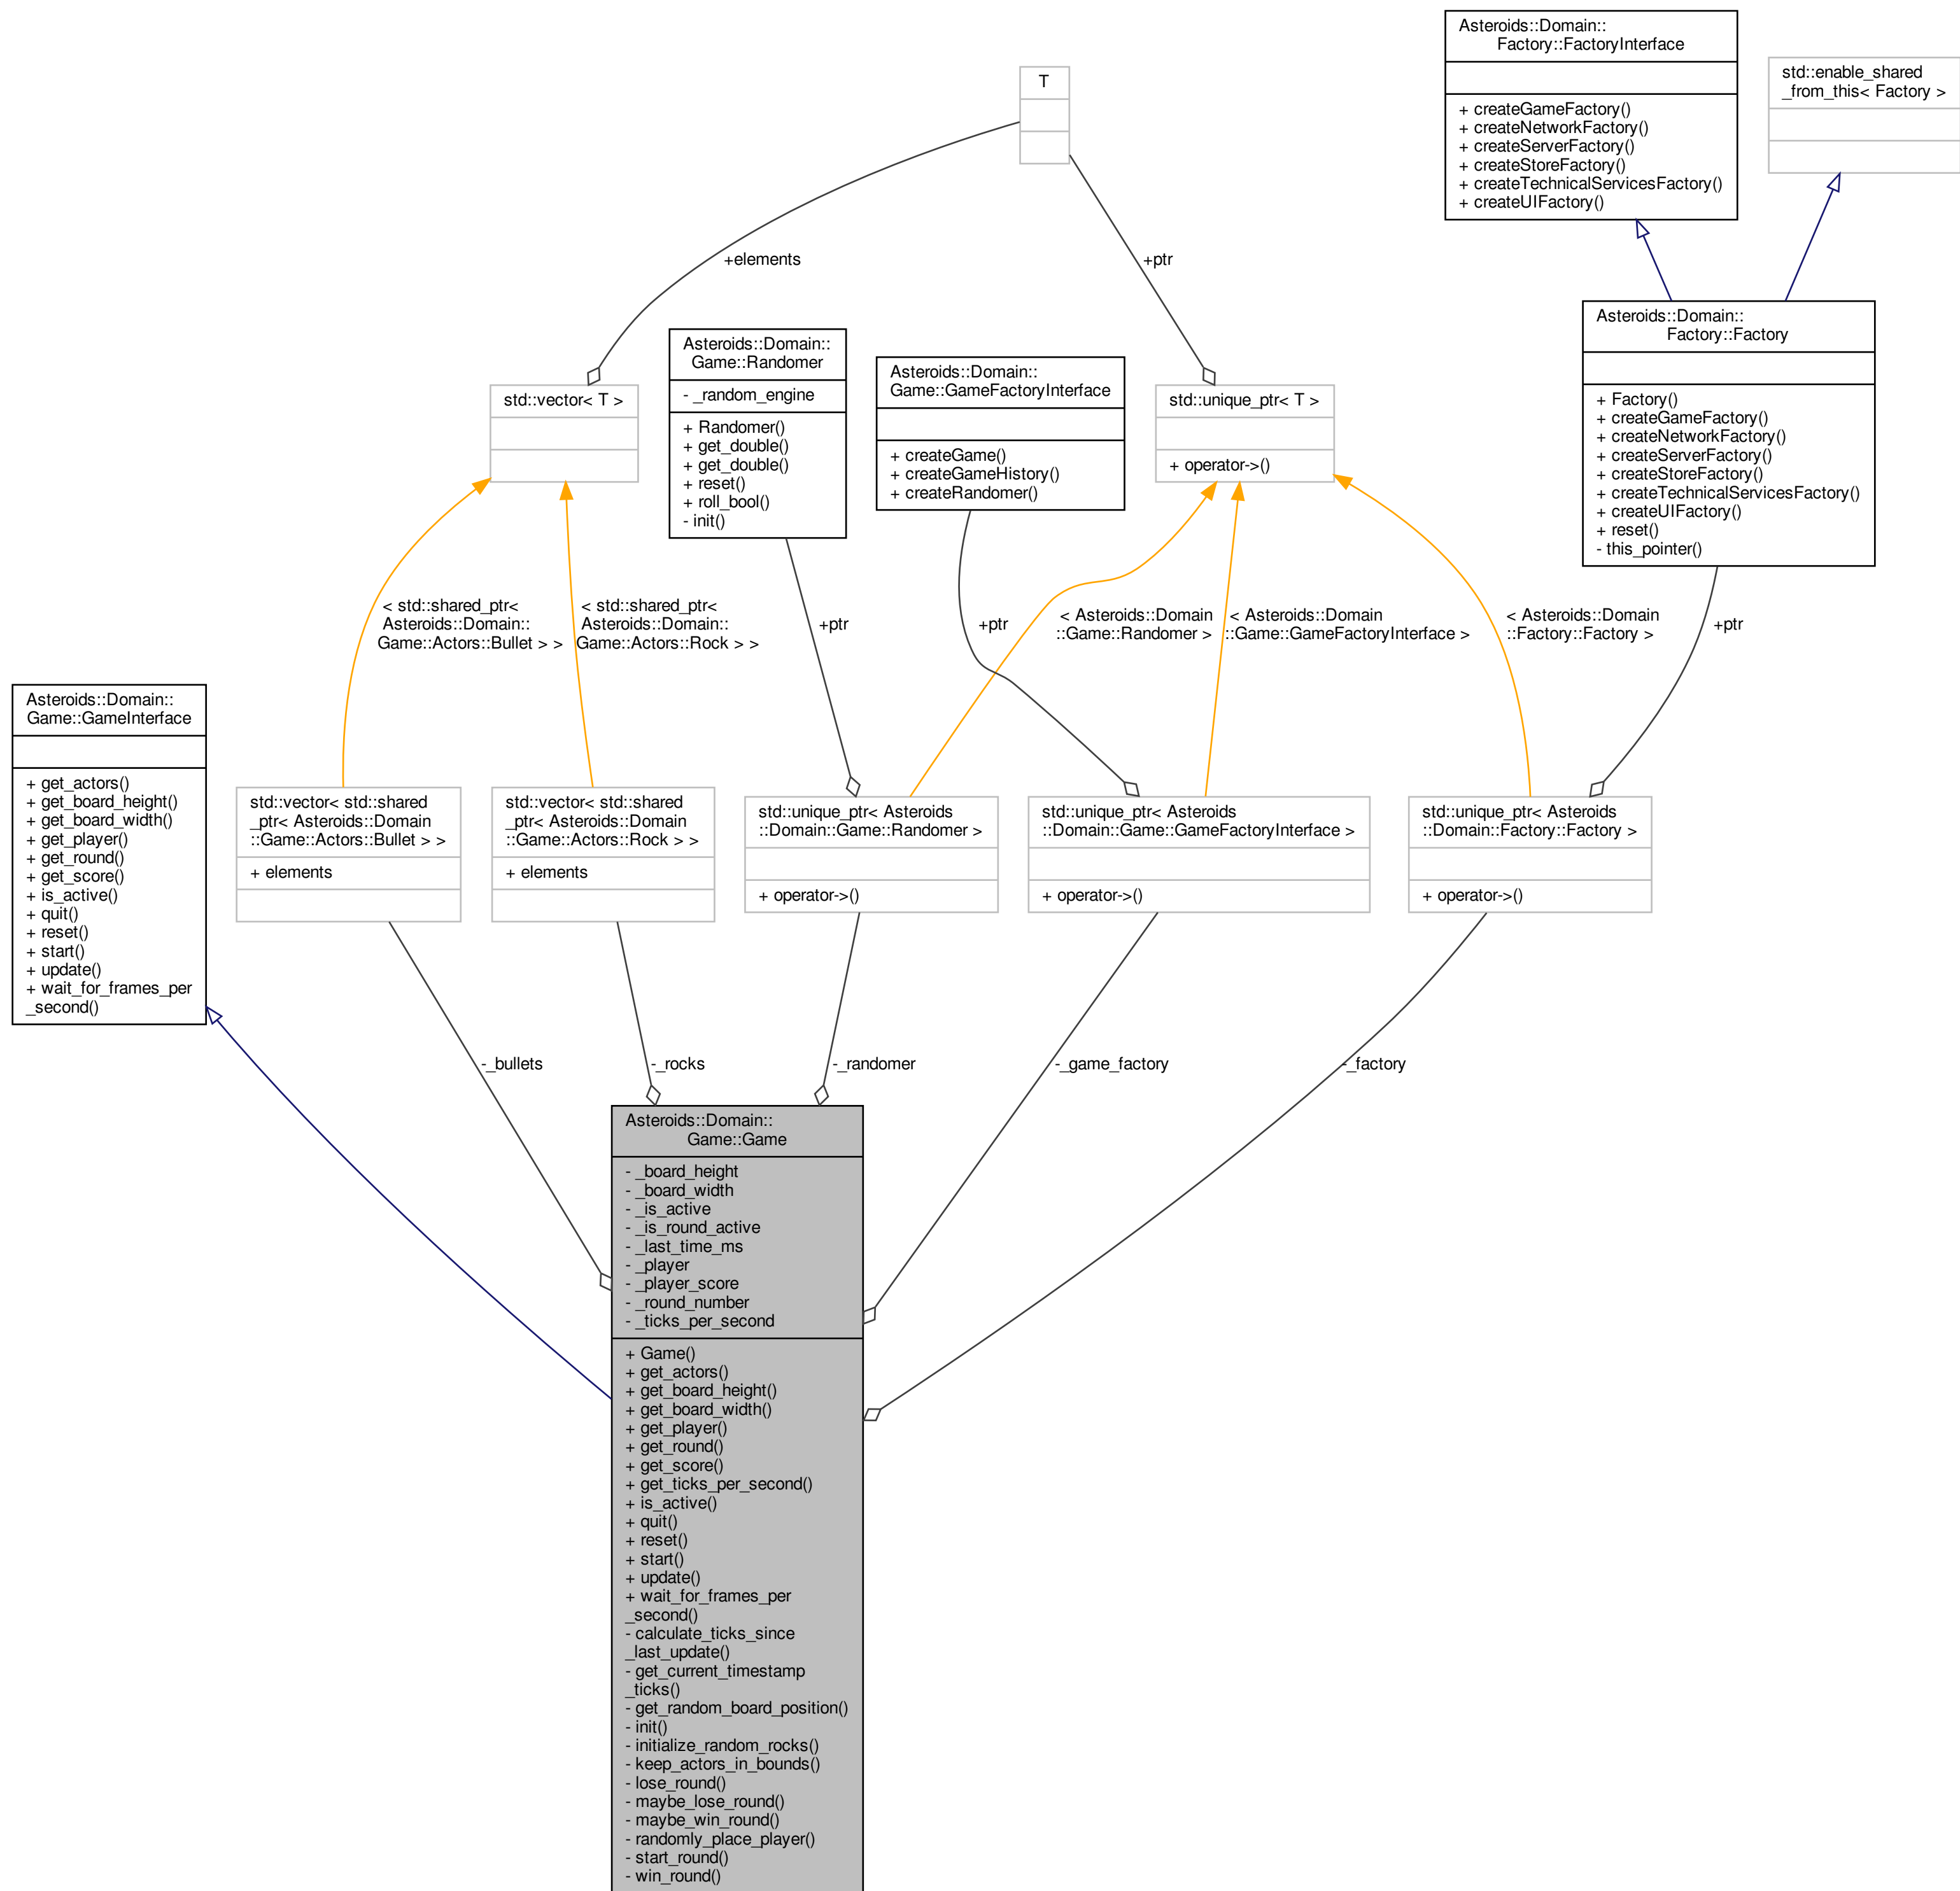 Asteroids::Domain::
Factory::FactoryInterface
+ createGameFactory()
+ createNetworkFactory()
+ createServerFactory()
+ createStoreFactory()
+ createTechnicalServicesFactory()
+ createUIFactory()
std::enable_shared
_from_this< Factory >
T
+elements
+ptr
Asteroids::Domain::
Factory::Factory
+ Factory()
+ createGameFactory()
+ createNetworkFactory()
+ createServerFactory()
+ createStoreFactory()
+ createTechnicalServicesFactory()
+ createUIFactory()
+ reset()
- this_pointer()
std::vector< T >
Asteroids::Domain::
Game::Randomer
- _random_engine
+ Randomer()
+ get_double()
+ get_double()
+ reset()
+ roll_bool()
- init()
Asteroids::Domain::
Game::GameFactoryInterface
+ createGame()
+ createGameHistory()
+ createRandomer()
std::unique_ptr< T >
+ operator->()
< std::shared_ptr<
Asteroids::Domain::
Game::Actors::Bullet > >
< std::shared_ptr<
Asteroids::Domain::
Game::Actors::Rock > >
+ptr
+ptr
< Asteroids::Domain
::Game::Randomer >
< Asteroids::Domain
::Game::GameFactoryInterface >
< Asteroids::Domain
::Factory::Factory >
+ptr
Asteroids::Domain::
Game::GameInterface
+ get_actors()
+ get_board_height()
+ get_board_width()
+ get_player()
+ get_round()
+ get_score()
+ is_active()
+ quit()
+ reset()
+ start()
+ update()
+ wait_for_frames_per
_second()
std::vector< std::shared
_ptr< Asteroids::Domain
::Game::Actors::Bullet > >
+ elements
std::vector< std::shared
_ptr< Asteroids::Domain
::Game::Actors::Rock > >
+ elements
std::unique_ptr< Asteroids
::Domain::Game::Randomer >
+ operator->()
std::unique_ptr< Asteroids
::Domain::Game::GameFactoryInterface >
+ operator->()
std::unique_ptr< Asteroids
::Domain::Factory::Factory >
+ operator->()
-_bullets
-_rocks
-_randomer
-_game_factory
-_factory
Asteroids::Domain::
Game::Game
- _board_height
- _board_width
- _is_active
- _is_round_active
- _last_time_ms
- _player
- _player_score
- _round_number
- _ticks_per_second
+ Game()
+ get_actors()
+ get_board_height()
+ get_board_width()
+ get_player()
+ get_round()
+ get_score()
+ get_ticks_per_second()
+ is_active()
+ quit()
+ reset()
+ start()
+ update()
+ wait_for_frames_per
_second()
- calculate_ticks_since
_last_update()
- get_current_timestamp
_ticks()
- get_random_board_position()
- init()
- initialize_random_rocks()
- keep_actors_in_bounds()
- lose_round()
- maybe_lose_round()
- maybe_win_round()
- randomly_place_player()
- start_round()
- win_round()